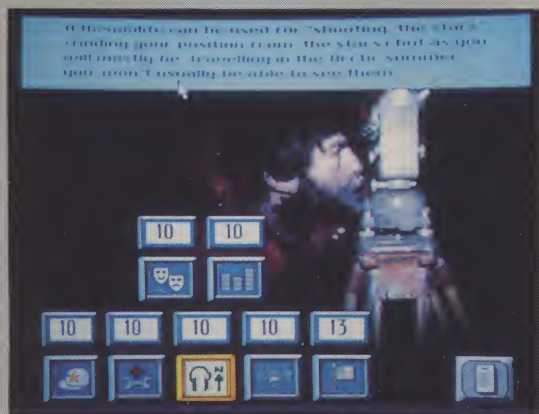 Theodolite can be used for "shooting the stars"
finding your position from the stars) but as you
will mostly be travelling in the Arctic summer
you won't usually be able to see them
10 10
10 10 10 10 13
N